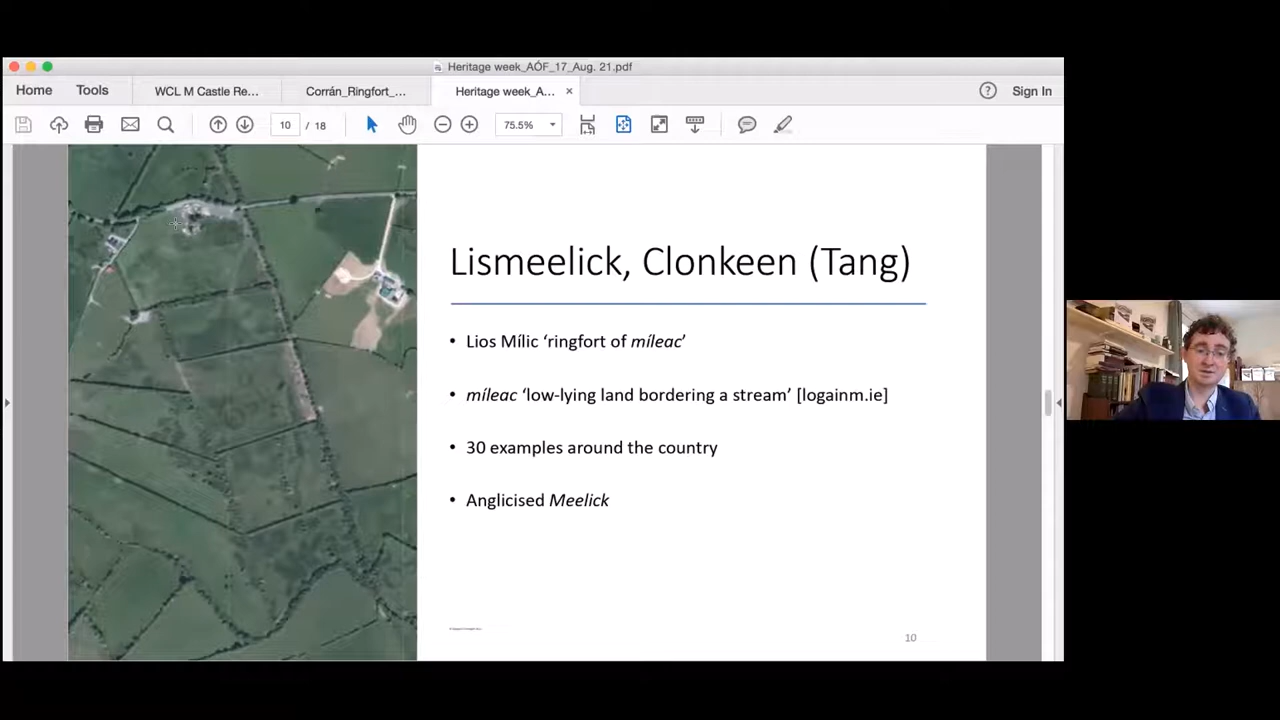 Heritage week_AÓF_17_Aug. 21.pdf
Home Tools WCL M Castle Re... Corrán_Ringfort_... Heritage week_A... × ? Sign In
10 / 18 75.5%
Lismeelick, Clonkeen (Tang)
• Lios Mílic ‘ringfort of míleac’
• míleac ‘low-lying land bordering a stream’ [logainm.ie]
• 30 examples around the country
• Anglicised Meelick
10